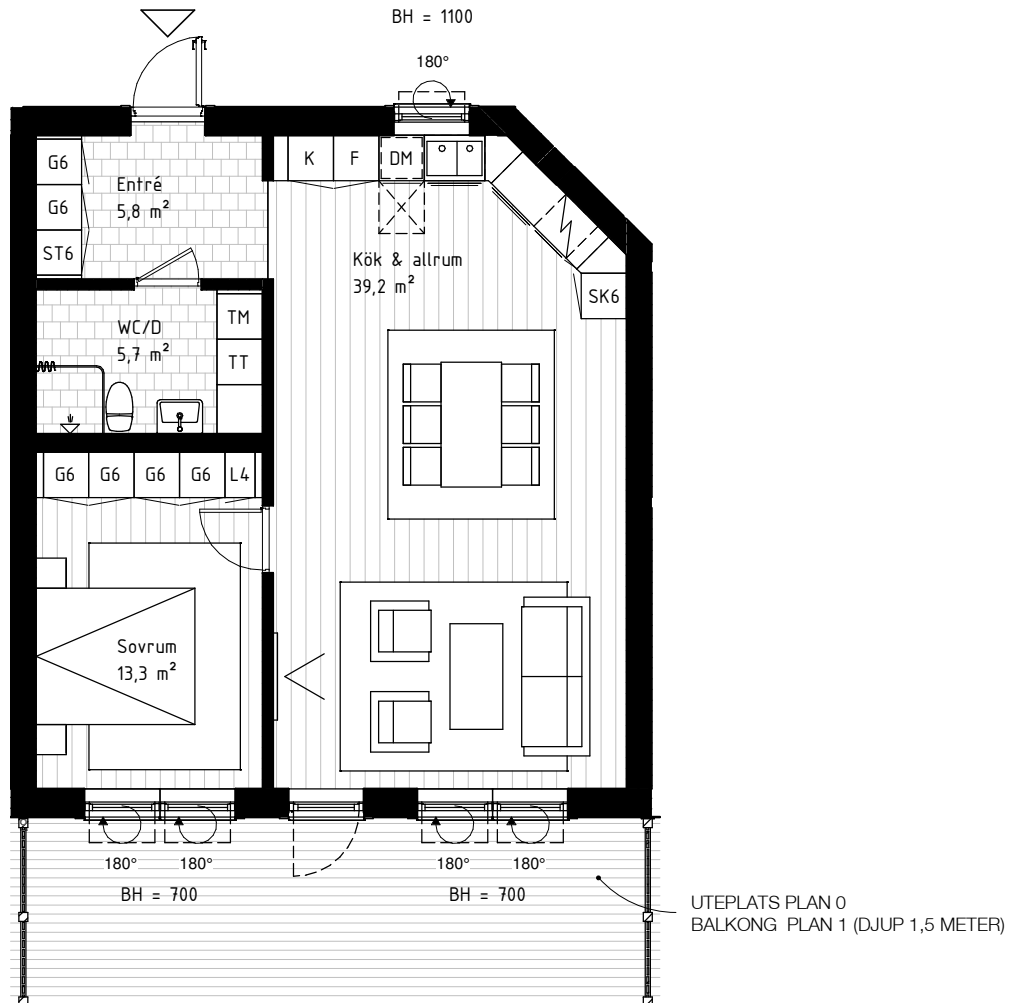 BH = 1100
180°
G6
G6
ST6
Entré
5,8 m²
K
F
DM
Kök & allrum
39,2 m²
SK6
WC/D
5,7 m²
TM
TT
G6
G6
G6
G6
L4
Sovrum
13,3 m²
180°
180°
180°
180°
BH = 700
BH = 700
UTEPLATS PLAN 0
BALKONG PLAN 1 (DJUP 1,5 METER)